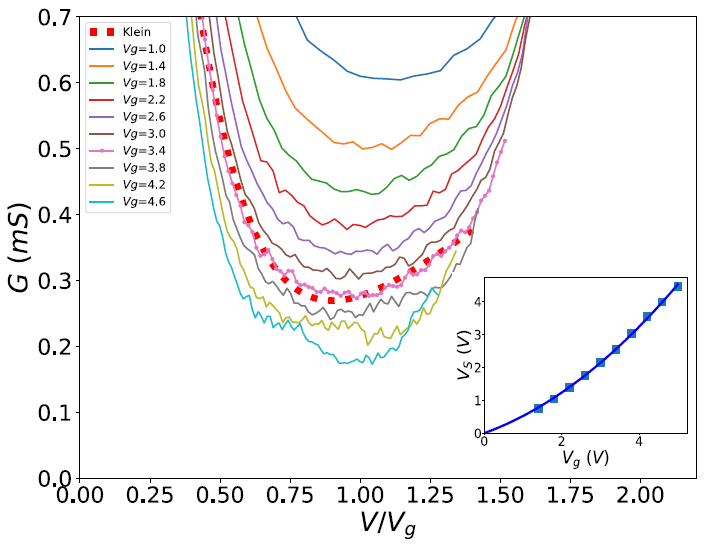 0.7
0.6
0.5
0.4
0.3
0.2
0.1
0.0
G (mS)
Klein
Vg=1.0
Vg=1.4
Vg=1.8
Vg=2.2
Vg=2.6
Vg=3.0
Vg=3.4
Vg=3.8
Vg=4.2
Vg=4.6
4
3
2
1
0
V_S (V)
0 2 4
V_g (V)
0.00 0.25 0.50 0.75 1.00 1.25 1.50 1.75 2.00
V/V_g